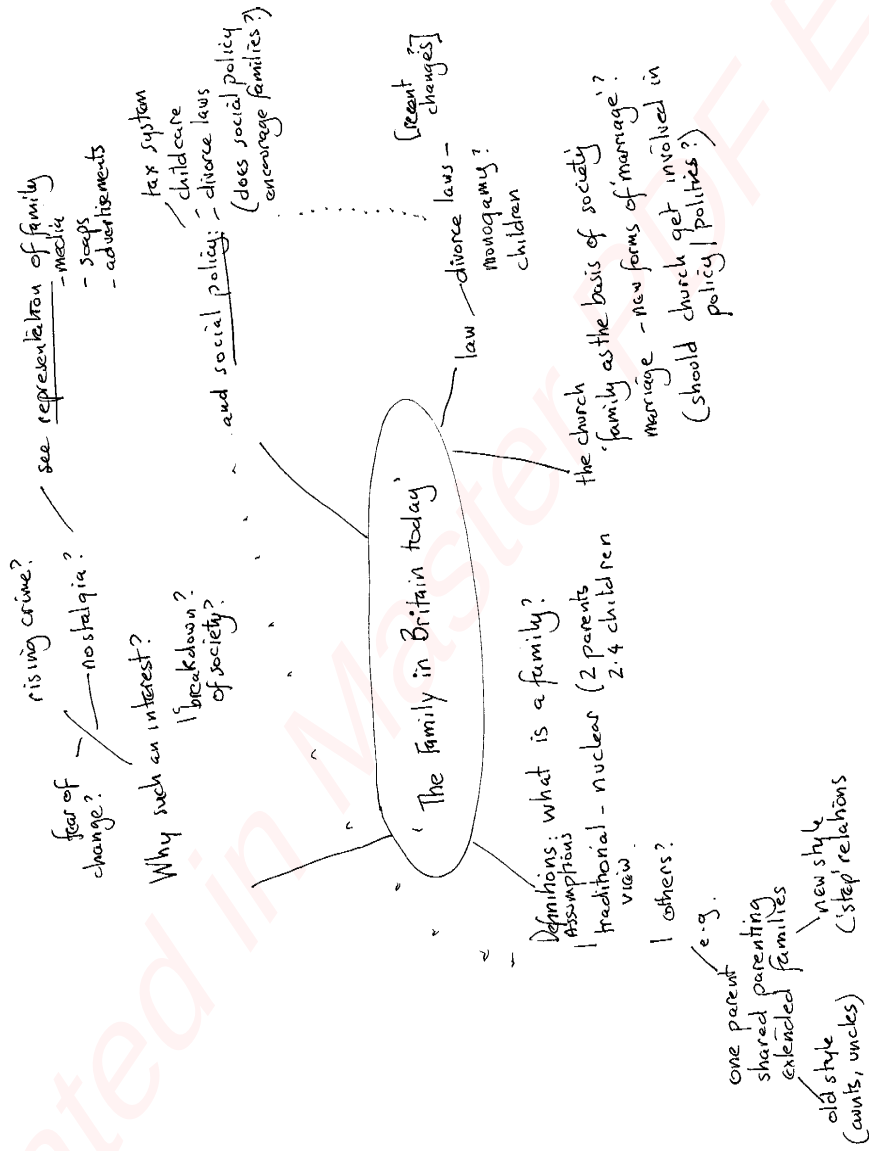 fear of
change?
rising crime?
nostalgia?
Why such an interest?
breakdown?
of society?
see representation of family
- media
- soaps
- advertisements
and social policy:
tax system
childcare
- divorce laws
(does social policy
encourage families?)
'The Family in Britain today'
law
divorce laws -
monogamy?
children
[recent
changes]
the church
'family as the basis of society
marriage - new forms of 'marriage'?
(should church get involved in
policy / politics?)
Definitions: what is a family?
Assumptions
traditional - nuclear (2 parents
view
2.4 children
others?
e.g.
one parent
shared parenting
extended families
old style
(aunts, uncles)
new style
('step' relations
ated in Master PDF E